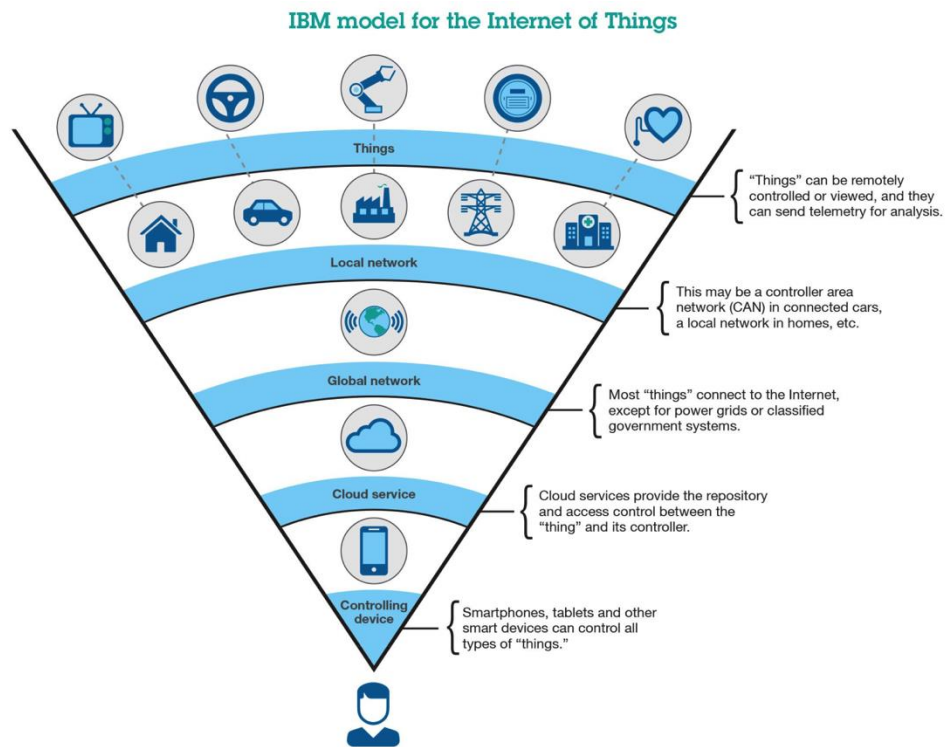 IBM model for the Internet of Things
Things
“Things” can be remotely
controlled or viewed, and they
can send telemetry for analysis.
Local network
This may be a controller area
network (CAN) in connected cars,
a local network in homes, etc.
Global network
Most “things” connect to the Internet,
except for power grids or classified
government systems.
Cloud service
Cloud services provide the repository
and access control between the
“thing” and its controller.
Controlling
device
Smartphones, tablets and other
smart devices can control all
types of “things.”